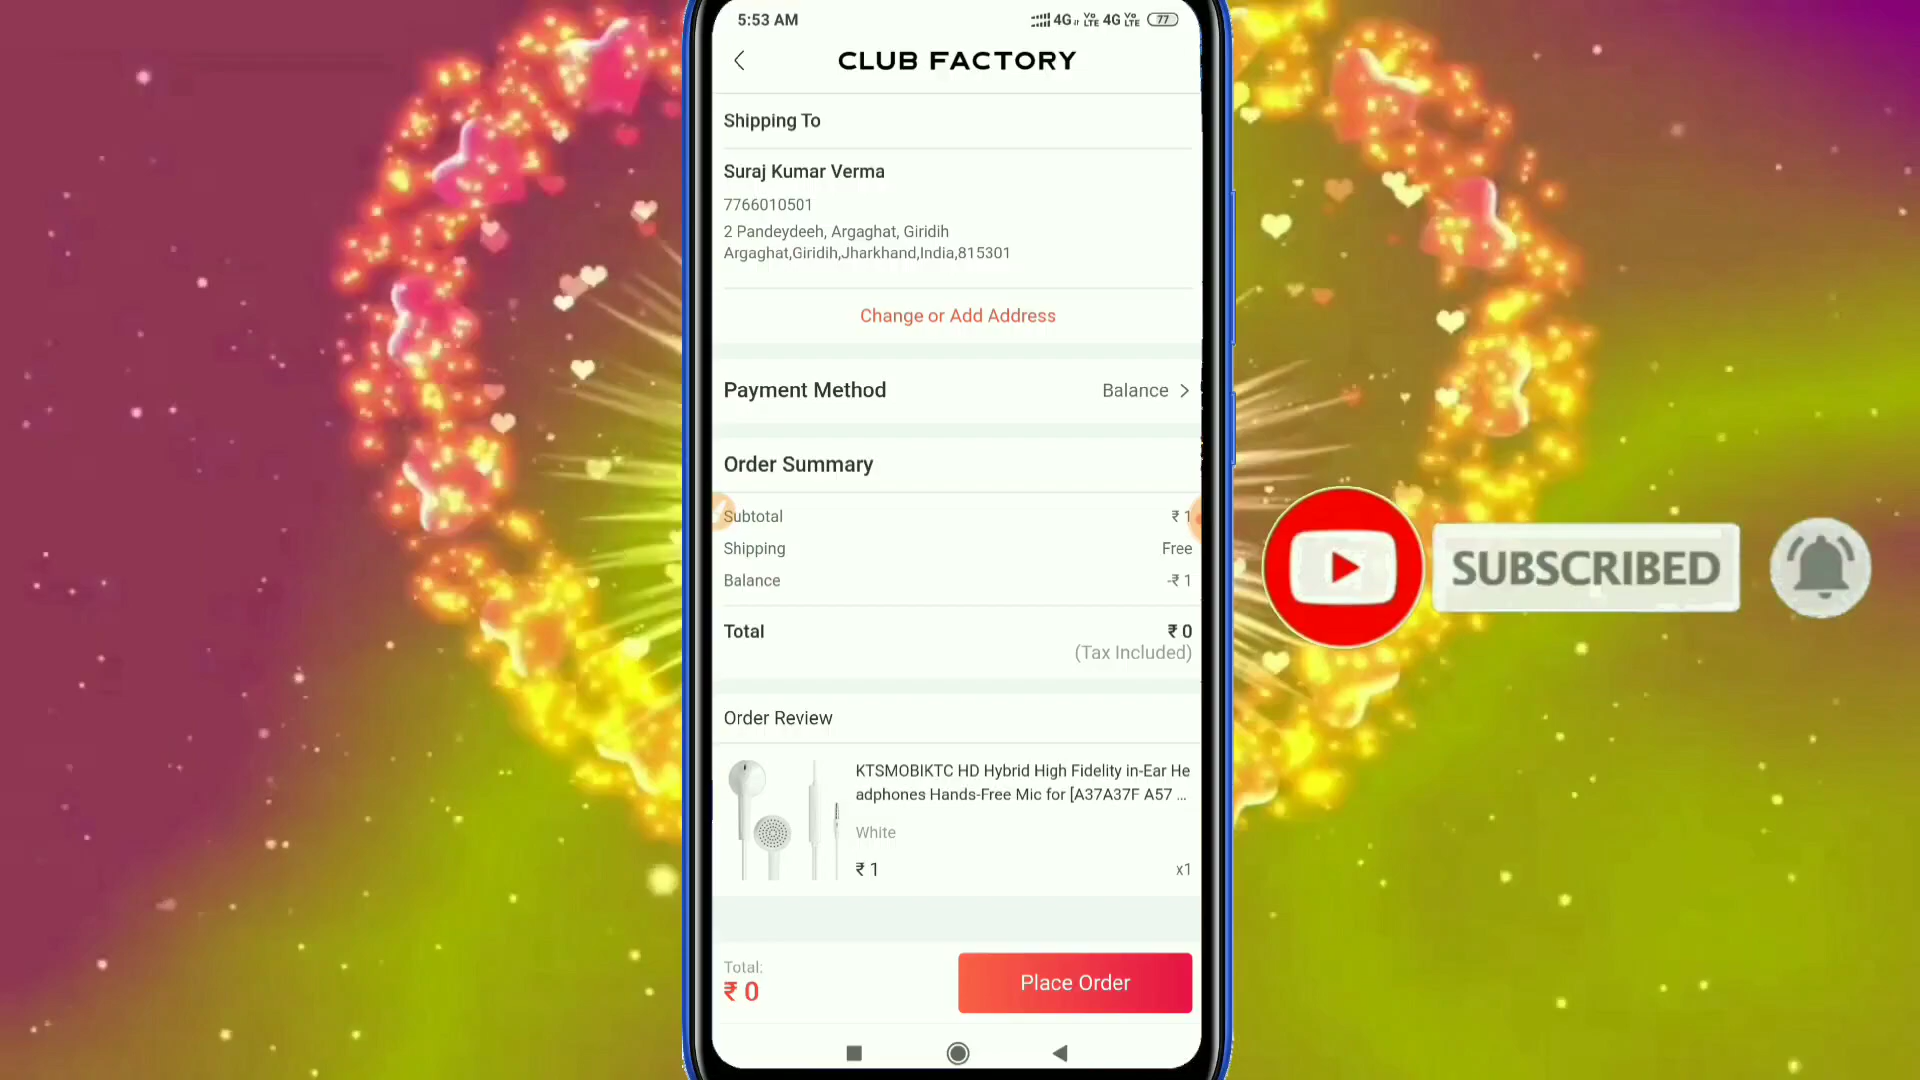 5:53 AM
4G VoLTE 4G VoLTE 77
CLUB FACTORY
Shipping To
Suraj Kumar Verma
7766010501
2 Pandeydeeh, Argaghat, Giridih
Argaghat,Giridih,Jharkhand,India,815301
Change or Add Address
Payment Method Balance
Order Summary
Subtotal ₹ 1
Shipping Free
Balance -₹ 1
Total ₹ 0
(Tax Included)
SUBSCRIBED
Order Review
KTSMOBIKTC HD Hybrid High Fidelity in-Ear He
adphones Hands-Free Mic for [A37A37F A57 ...
White
₹ 1 x1
Total:
₹ 0
Place Order